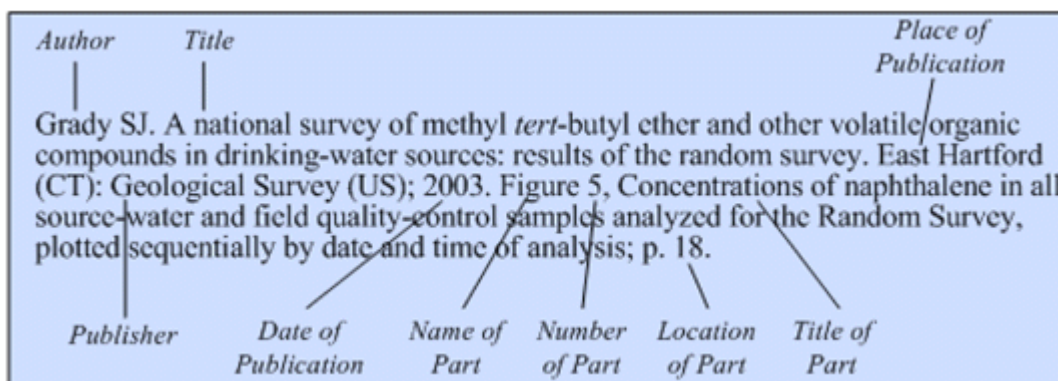 Author Title Place of
Publication
Grady SJ. A national survey of methyl tert-butyl ether and other volatile organic
compounds in drinking-water sources: results of the random survey. East Hartford
(CT): Geological Survey (US); 2003. Figure 5, Concentrations of naphthalene in all
source-water and field quality-control samples analyzed for the Random Survey,
plotted sequentially by date and time of analysis; p. 18.
Publisher Date of Name of Number Location Title of
Publication Part of Part of Part Part